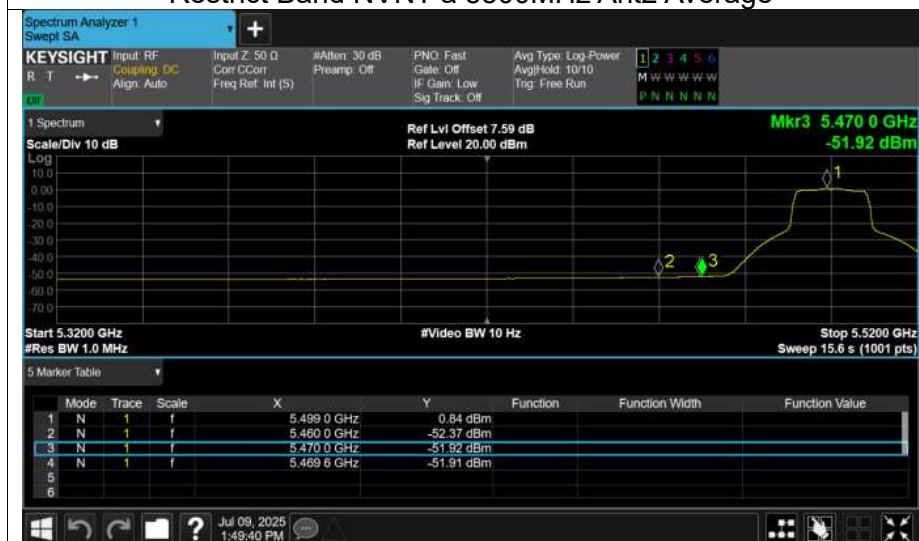 Restrict Band NVNT a 5500MHz Ant2 Average
Spectrum Analyzer 1
Swept SA
+
KEYSIGHT Input: RF Input Z: 50 Ω #Atten: 30 dB PNO: Fast Avg Type: Log-Power 1 2 3 4 5 6
R T Coupling: DC Corr CCorr Preamp: Off Gate: Off Avg|Hold: 10/10 M W W W W W
Align: Auto Freq Ref: Int (S) IF Gain: Low Trig: Free Run
Sig Track: Off P N N N N N
1 Spectrum
Ref Lvl Offset 7.59 dB Mkr3 5.470 0 GHz
Scale/Div 10 dB Ref Level 20.00 dBm -51.92 dBm
Log
10.0
0.00
-10.0
-20.0
-30.0
-40.0
-50.0
-60.0
-70.0
1
2
3
Start 5.3200 GHz #Video BW 10 Hz Stop 5.5200 GHz
#Res BW 1.0 MHz Sweep 15.6 s (1001 pts)
5 Marker Table
Mode Trace Scale X Y Function Function Width Function Value
1 N 1 f 5.499 0 GHz 0.84 dBm
2 N 1 f 5.460 0 GHz -52.37 dBm
3 N 1 f 5.470 0 GHz -51.92 dBm
4 N 1 f 5.469 6 GHz -51.91 dBm
5
6
? Jul 09, 2025
1:49:40 PM